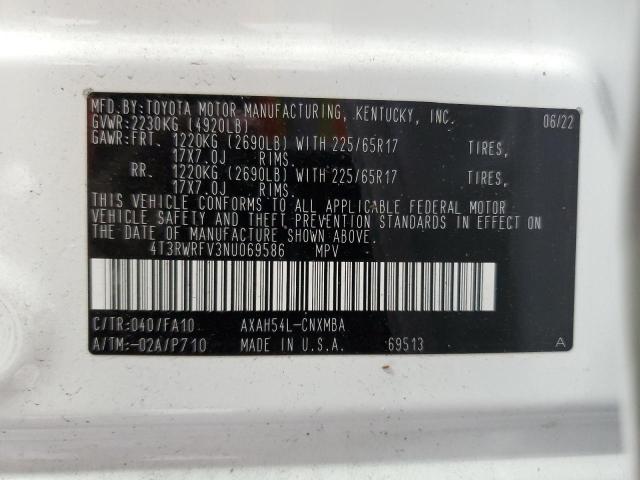 MFD.BY:TOYOTA MOTOR MANUFACTURING, KENTUCKY, INC. 06/22
GVWR:2230KG (4920LB)
GAWR:FRT. 1220KG (2690LB) WITH 225/65R17 TIRES,
17X7.0J RIMS.
RR. 1220KG (2690LB) WITH 225/65R17 TIRES,
17X7.0J RIMS.
THIS VEHICLE CONFORMS TO ALL APPLICABLE FEDERAL MOTOR
VEHICLE SAFETY AND THEFT PREVENTION STANDARDS IN EFFECT ON
THE DATE OF MANUFACTURE SHOWN ABOVE.
4T3RWRFV3NU069586 MPV
C/TR:040/FA10 AXAH54L-CNXMBA
A/TM:-02A/P710 MADE IN U.S.A. 69513 A